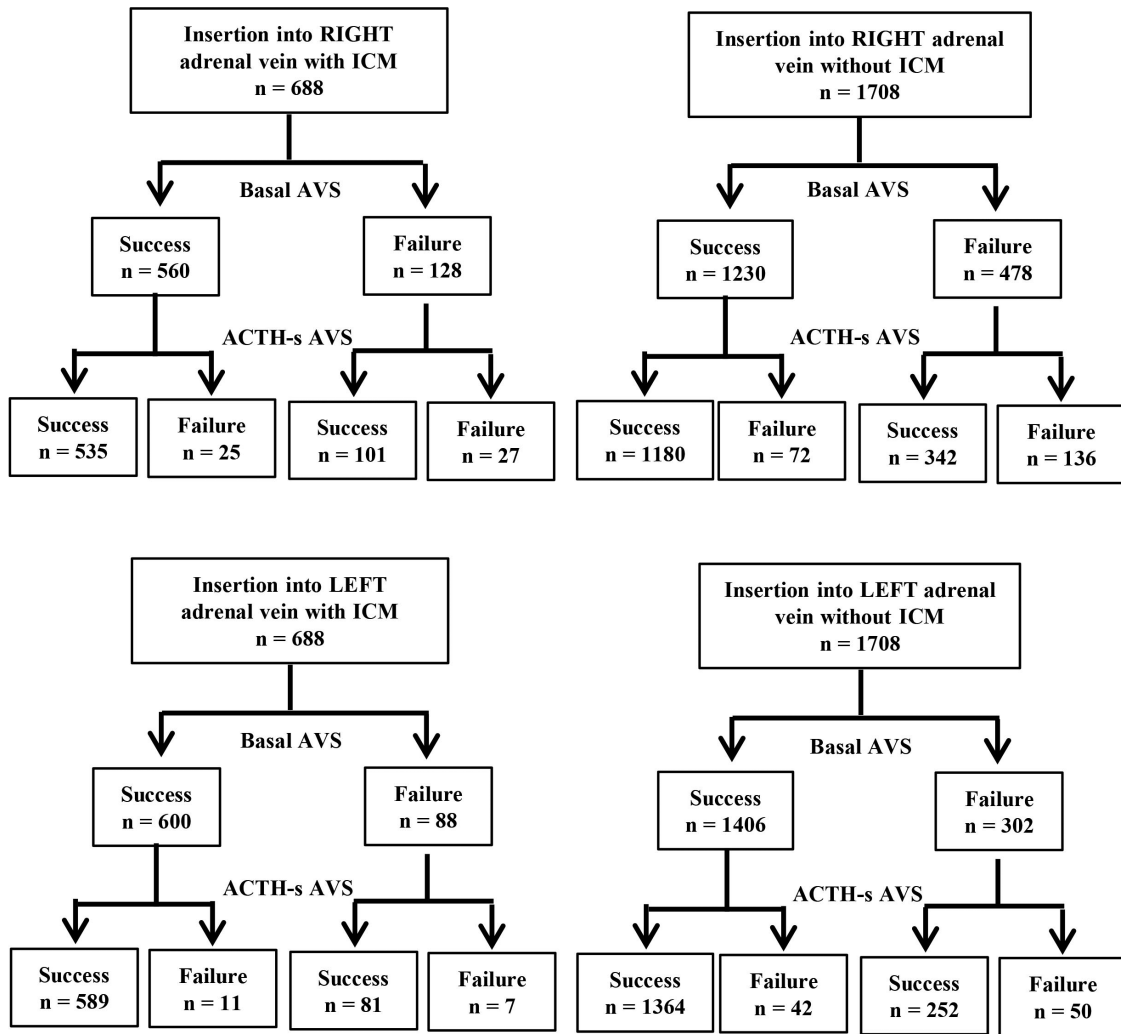 Insertion into RIGHT
adrenal vein with ICM
n = 688
Basal AVS
Success
n = 560
Failure
n = 128
ACTH-s AVS
Success
n = 535
Failure
n = 25
Success
n = 101
Failure
n = 27
Insertion into RIGHT adrenal
vein without ICM
n = 1708
Basal AVS
Success
n = 1230
Failure
n = 478
ACTH-s AVS
Success
n = 1180
Failure
n = 72
Success
n = 342
Failure
n = 136
Insertion into LEFT
adrenal vein with ICM
n = 688
Basal AVS
Success
n = 600
Failure
n = 88
ACTH-s AVS
Success
n = 589
Failure
n = 11
Success
n = 81
Failure
n = 7
Insertion into LEFT adrenal
vein without ICM
n = 1708
Basal AVS
Success
n = 1406
Failure
n = 302
ACTH-s AVS
Success
n = 1364
Failure
n = 42
Success
n = 252
Failure
n = 50